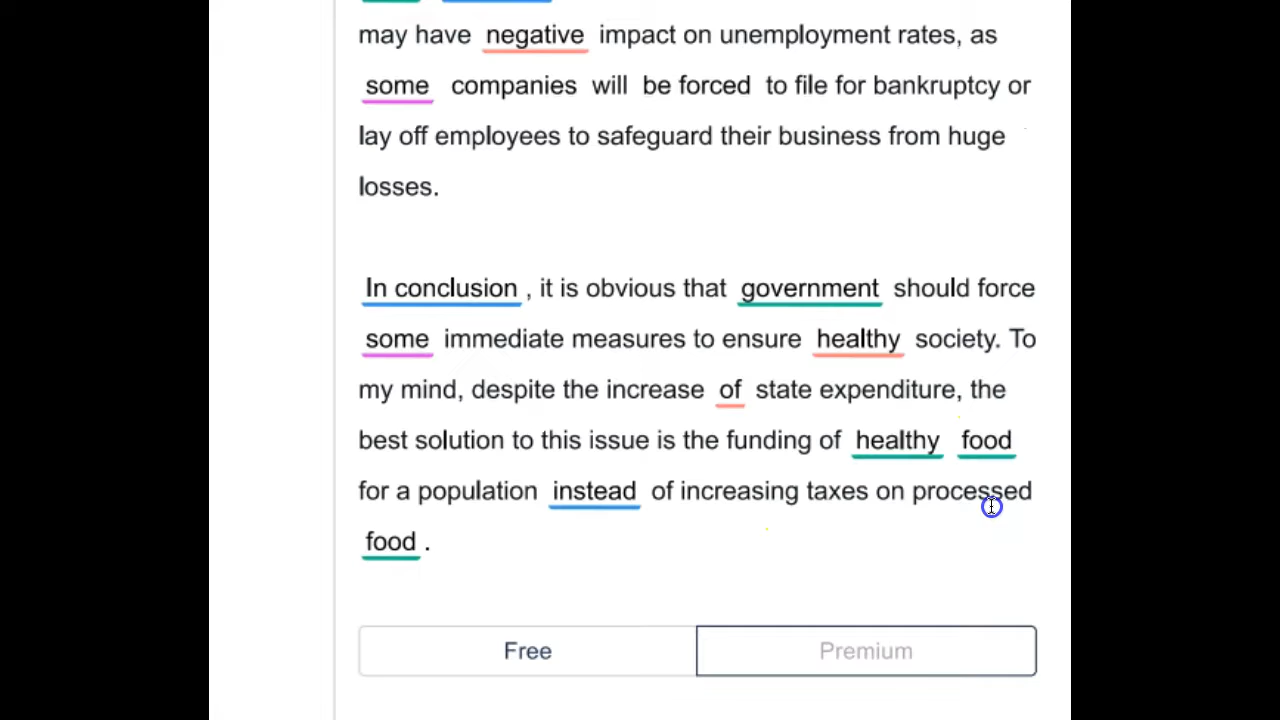 may have negative impact on unemployment rates, as
some companies will be forced to file for bankruptcy or
lay off employees to safeguard their business from huge
losses.
In conclusion , it is obvious that government should force
some immediate measures to ensure healthy society. To
my mind, despite the increase of state expenditure, the
best solution to this issue is the funding of healthy food
for a population instead of increasing taxes on processed
food .
Free Premium